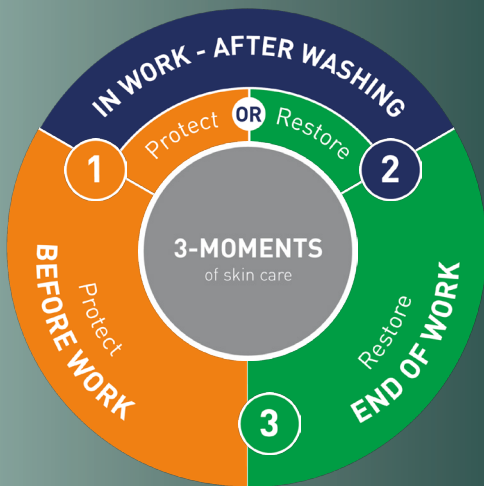 IN WORK - AFTER WASHING
Protect
OR
Restore
1
2
3-MOMENTS
of skin care
BEFORE WORK
Protect
Restore
END OF WORK
3